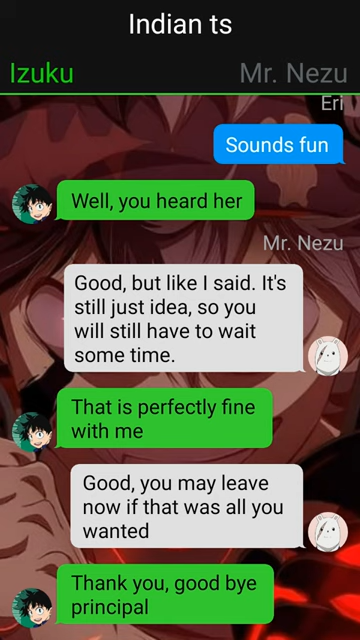 Indian ts
Izuku
Mr. Nezu
Eri
Sounds fun
Well, you heard her
Mr. Nezu
Good, but like I said. It's
still just idea, so you
will still have to wait
some time.
That is perfectly fine
with me
Good, you may leave
now if that was all you
wanted
Thank you, good bye
principal